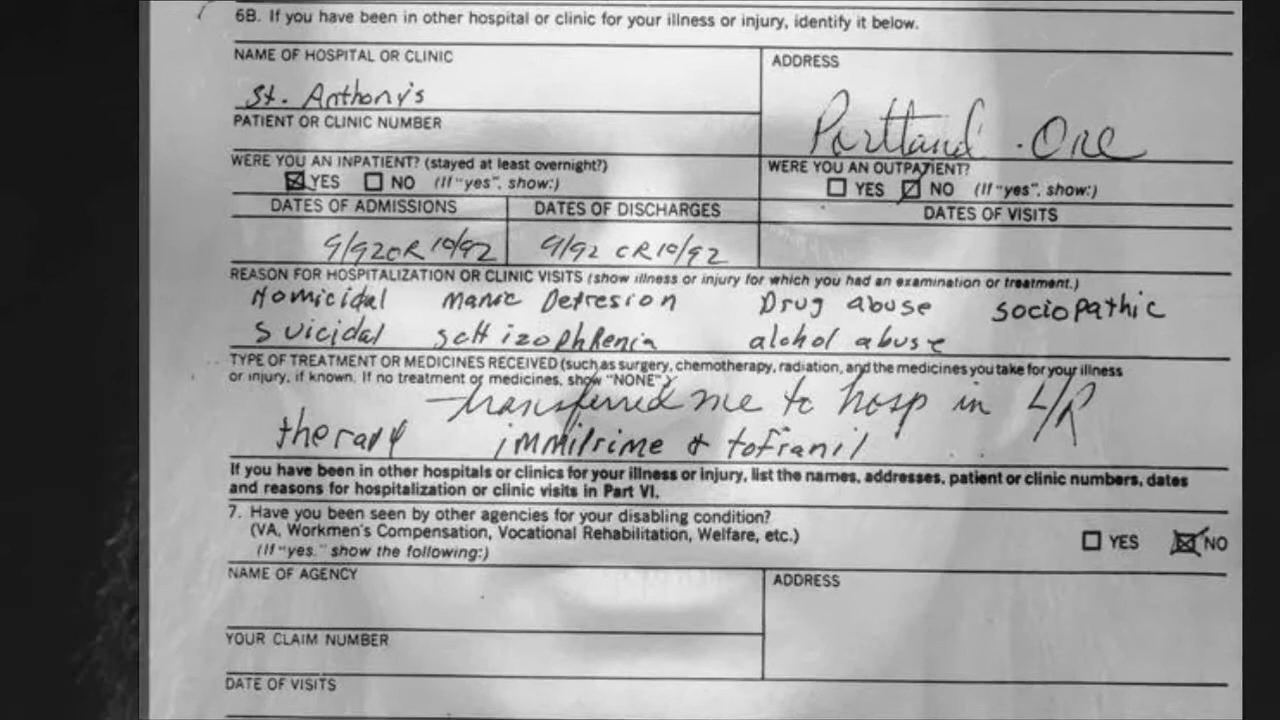 6B. If you have been in other hospital or clinic for your illness or injury, identify it below.
NAME OF HOSPITAL OR CLINIC
ADDRESS
St. Anthony's
Portland. Ore
PATIENT OR CLINIC NUMBER
WERE YOU AN INPATIENT? (stayed at least overnight?)
WERE YOU AN OUTPATIENT?
YES NO (If "yes", show:)
YES NO (If "yes", show:)
DATES OF ADMISSIONS
DATES OF DISCHARGES
DATES OF VISITS
9/92 OR 10/92
9/92 OR 10/92
REASON FOR HOSPITALIZATION OR CLINIC VISITS (show illness or injury for which you had an examination or treatment.)
Homicidal Manic Depresion Drug abuse sociopathic
suicidal scHizophRenia alchol abuse
TYPE OF TREATMENT OR MEDICINES RECEIVED (such as surgery, chemotherapy, radiation, and the medicines you take for your illness
or injury, if known. If no treatment or medicines, show "NONE")
transferred me to hosp in L/R
therapy & tofranil
If you have been in other hospitals or clinics for your illness or injury, list the names, addresses, patient or clinic numbers, dates
and reasons for hospitalization or clinic visits in Part VI.
7. Have you been seen by other agencies for your disabling condition?
(VA, Workmen's Compensation, Vocational Rehabilitation, Welfare, etc.)
YES NO
(If "yes." show the following:)
NAME OF AGENCY
ADDRESS
YOUR CLAIM NUMBER
DATE OF VISITS